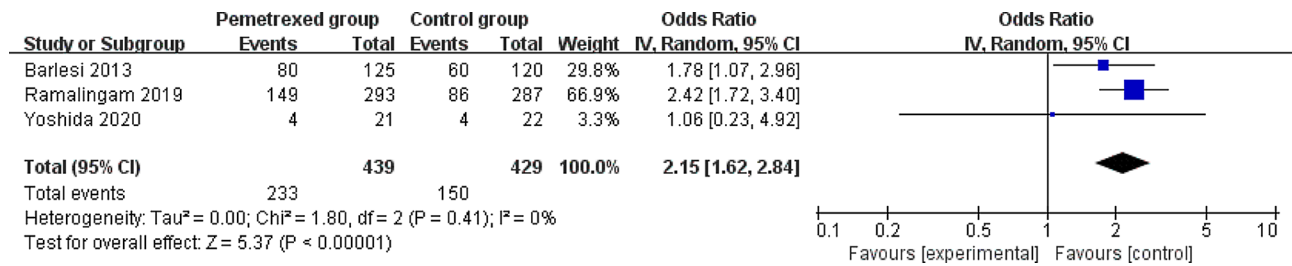 Pemetrexed group Control group Odds Ratio Odds Ratio
Study or Subgroup Events Total Events Total Weight IV, Random, 95% CI IV, Random, 95% CI
Barlesi 2013 80 125 60 120 29.8% 1.78 [1.07, 2.96]
Ramalingam 2019 149 293 86 287 66.9% 2.42 [1.72, 3.40]
Yoshida 2020 4 21 4 22 3.3% 1.06 [0.23, 4.92]
Total (95% CI) 439 429 100.0% 2.15 [1.62, 2.84]
Total events 233 150
Heterogeneity: Tau² = 0.00; Chi² = 1.80, df = 2 (P = 0.41); I² = 0%
Test for overall effect: Z = 5.37 (P < 0.00001)
0.1 0.2 0.5 1 2 5 10
Favours [experimental] Favours [control]